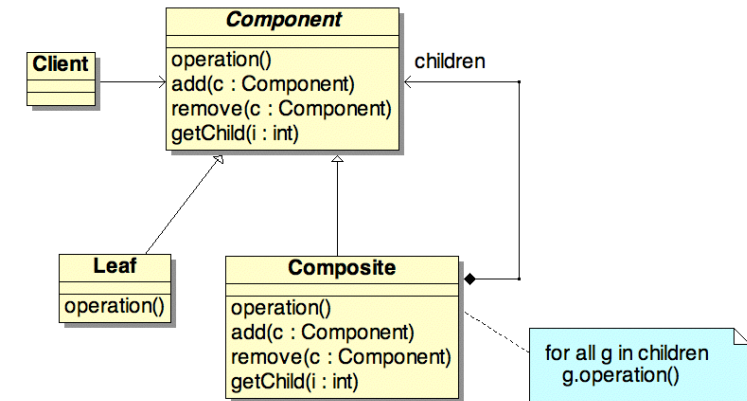 Component
operation()
add(c : Component)
remove(c : Component)
getChild(i : int)
Client
children
Leaf
operation()
Composite
operation()
add(c : Component)
remove(c : Component)
getChild(i : int)
for all g in children
g.operation()